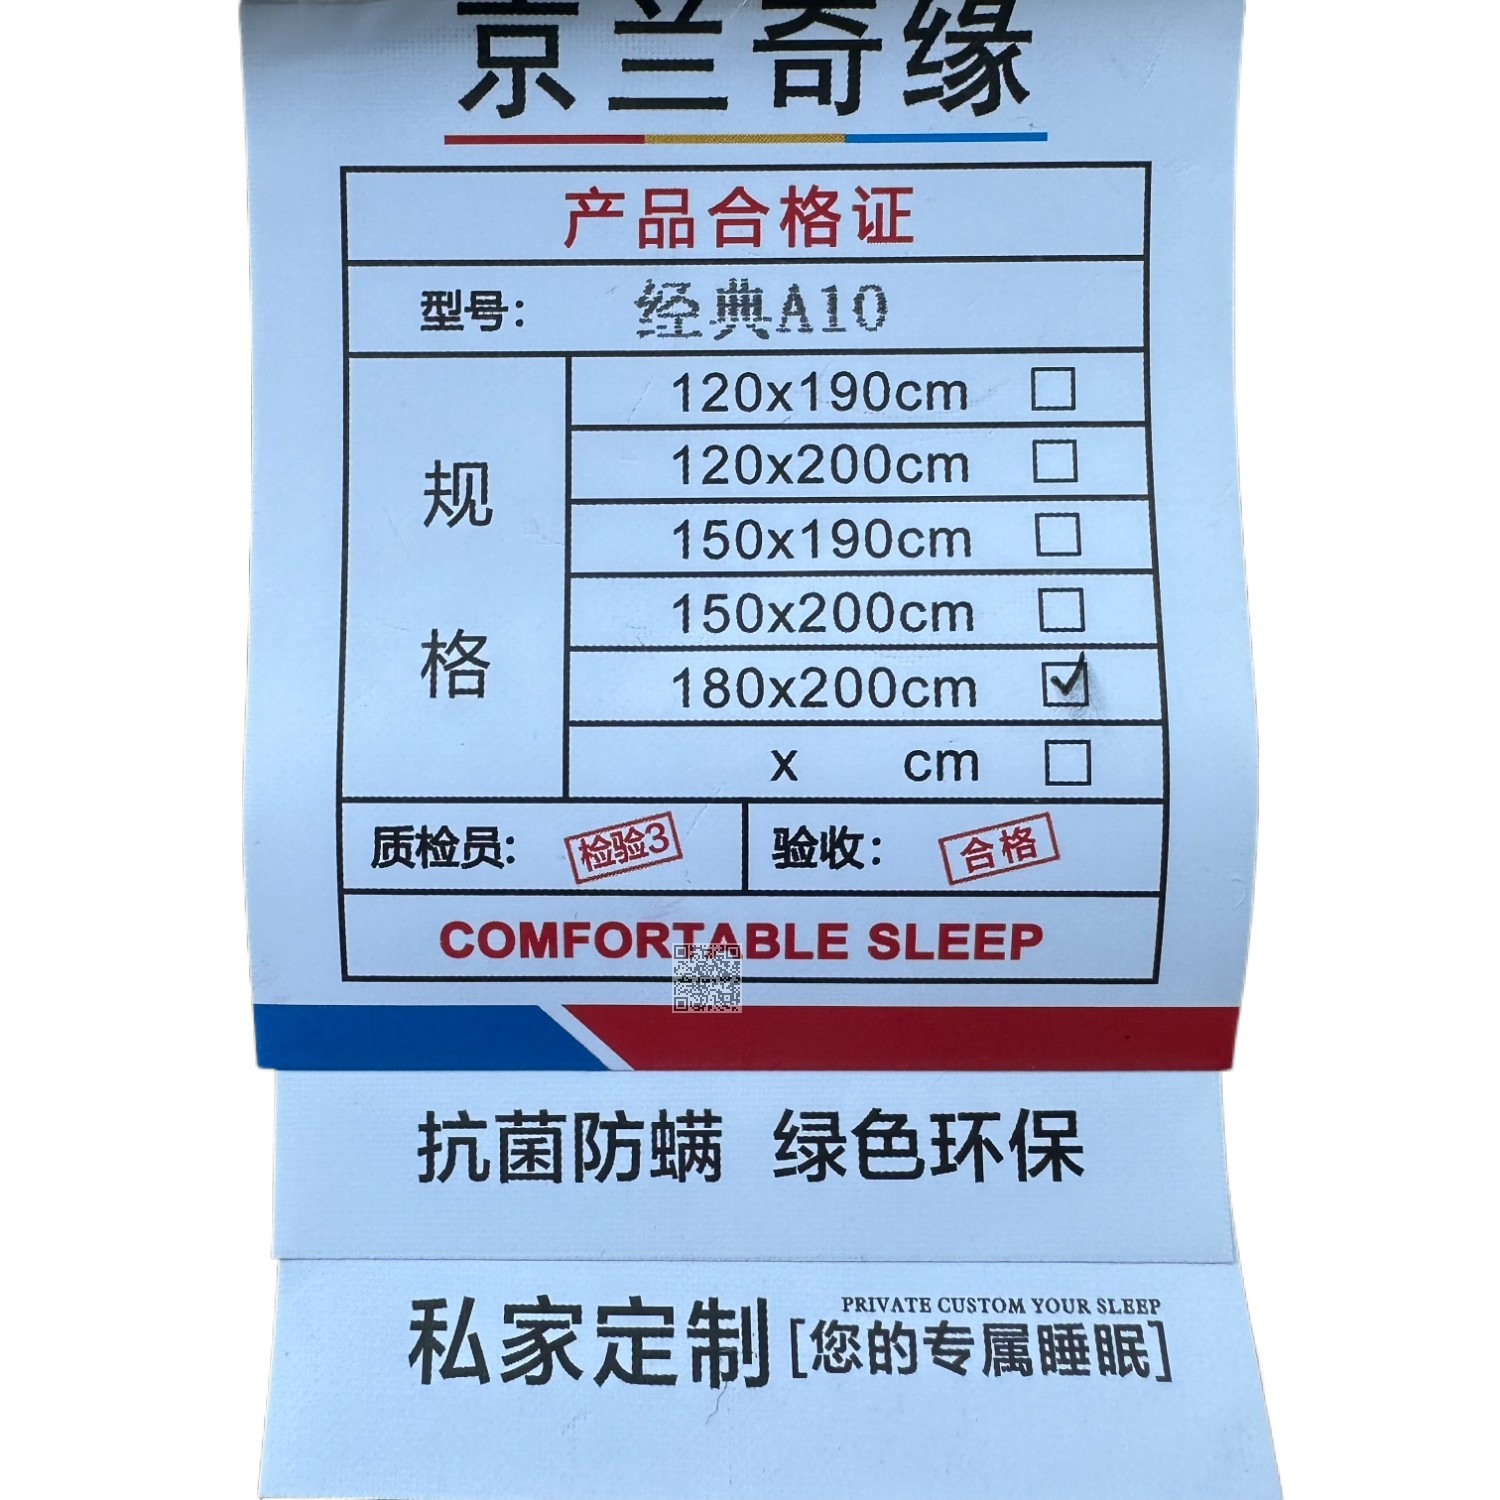 京兰奇缘
产品合格证
型号: 经典A10
规格
120x190cm
120x200cm
150x190cm
150x200cm
180x200cm ✓
x cm
质检员: 检验3 验收: 合格
COMFORTABLE SLEEP
抗菌防螨 绿色环保
私家定制
PRIVATE CUSTOM YOUR SLEEP
[您的专属睡眠]